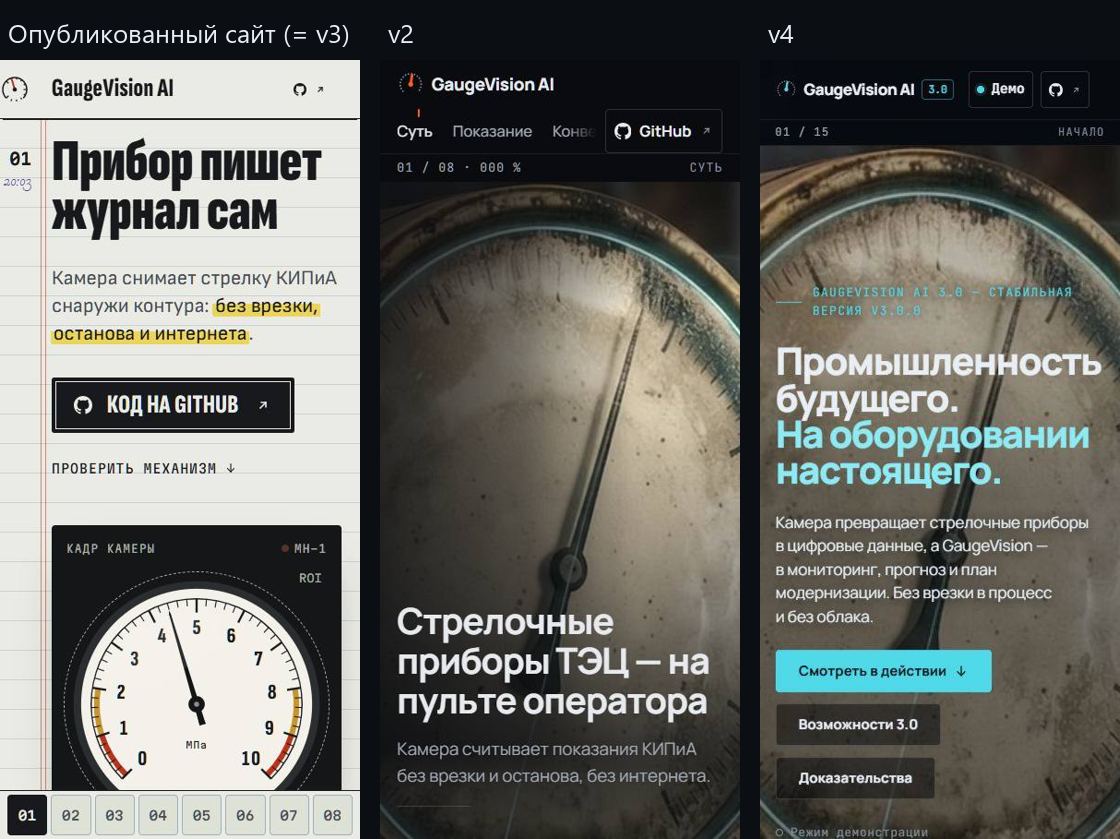 Опубликованный сайт (= v3)
GaugeVision AI
↗
01
20:03
Прибор пишет
журнал сам
Камера снимает стрелку КИПиА
снаружи контура: без врезки,
останова и интернета.
КОД НА GITHUB ↗
ПРОВЕРИТЬ МЕХАНИЗМ ↓
КАДР КАМЕРЫ
МН-1
ROI
0
1
2
3
4
5
6
7
8
9
10
МПа
01 02 03 04 05 06 07 08
v2
GaugeVision AI
Суть Показание Конве
GitHub ↗
01 / 08 · 000 %
СУТЬ
Стрелочные
приборы ТЭЦ — на
пульте оператора
Камера считывает показания КИПиА
без врезки и останова, без интернета.
v4
GaugeVision AI 3.0
Демо
↗
01 / 15
НАЧАЛО
GAUGEVISION AI 3.0 — СТАБИЛЬНАЯ
ВЕРСИЯ V3.0.0
Промышленность
будущего.
На оборудовании
настоящего.
Камера превращает стрелочные приборы
в цифровые данные, а GaugeVision —
в мониторинг, прогноз и план
модернизации. Без врезки в процесс
и без облака.
Смотреть в действии ↓
Возможности 3.0
Доказательства
Режим демонстрации